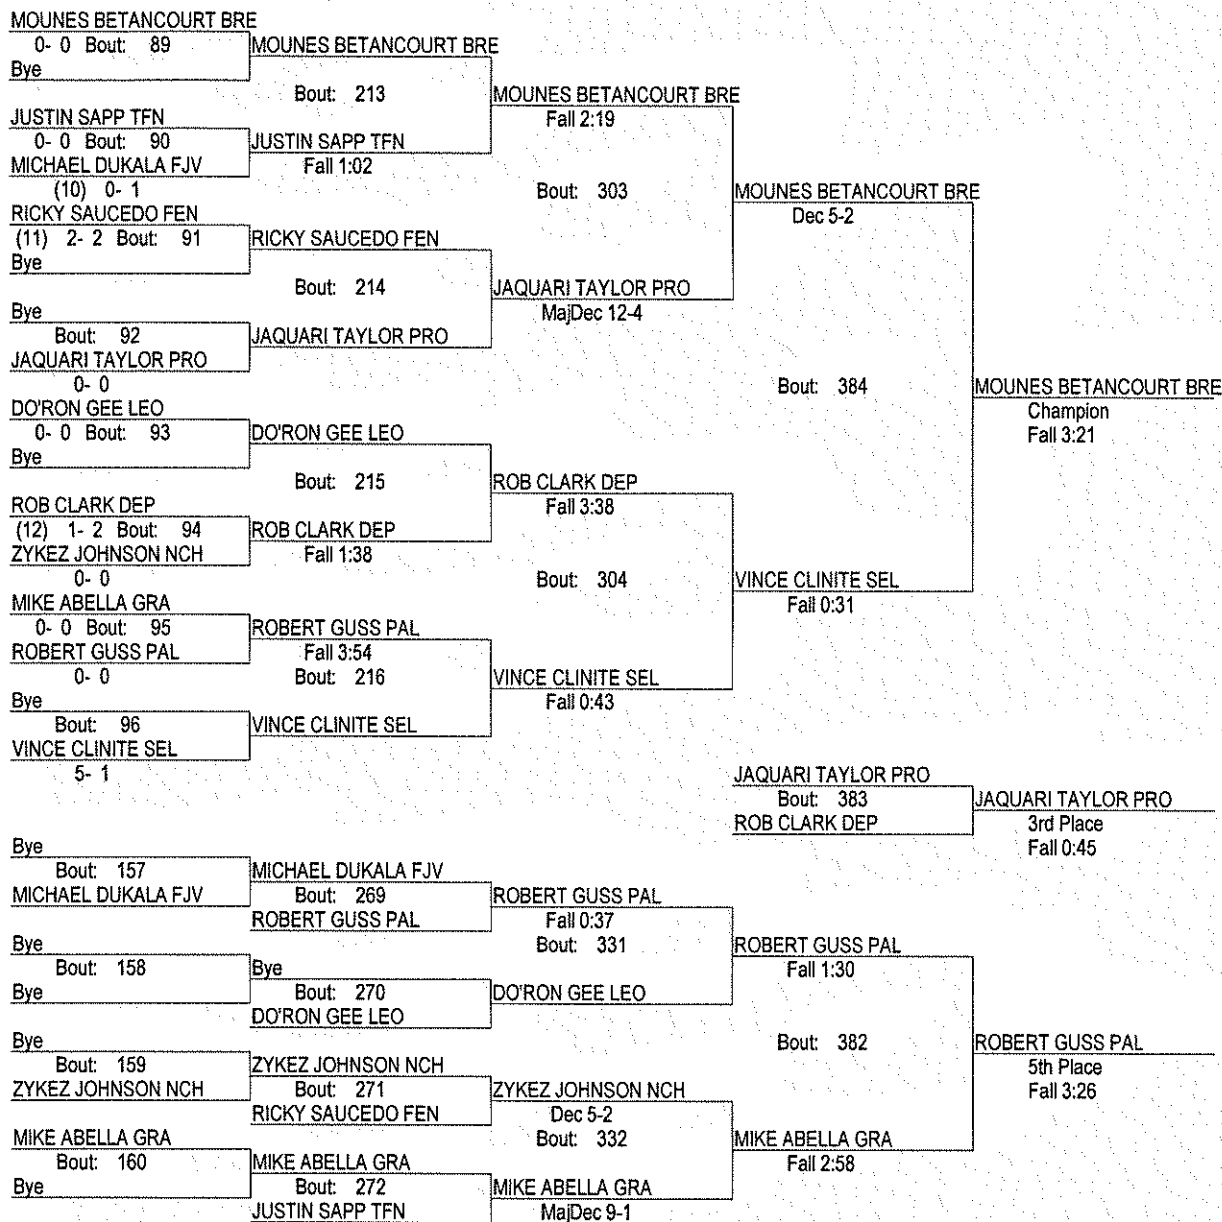 MOUNES BETANCOURT BRE
0- 0 Bout: 89
Bye
MOUNES BETANCOURT BRE
Bout: 213
JUSTIN SAPP TFN
0- 0 Bout: 90
MICHAEL DUKALA FJV
(10) 0- 1
JUSTIN SAPP TFN
Fall 1:02
MOUNES BETANCOURT BRE
Fall 2:19
Bout: 303
RICKY SAUCEDO FEN
(11) 2- 2 Bout: 91
Bye
RICKY SAUCEDO FEN
Bout: 214
Bye
Bout: 92
JAQUARI TAYLOR PRO
0- 0
JAQUARI TAYLOR PRO
JAQUARI TAYLOR PRO
MajDec 12-4
MOUNES BETANCOURT BRE
Dec 5-2
Bout: 384
DO'RON GEE LEO
0- 0 Bout: 93
Bye
DO'RON GEE LEO
Bout: 215
ROB CLARK DEP
(12) 1- 2 Bout: 94
ZYKEZ JOHNSON NCH
0- 0
ROB CLARK DEP
Fall 1:38
ROB CLARK DEP
Fall 3:38
Bout: 304
MIKE ABELLA GRA
0- 0 Bout: 95
ROBERT GUSS PAL
0- 0
ROBERT GUSS PAL
Fall 3:54
Bout: 216
Bye
Bout: 96
VINCE CLINITE SEL
5- 1
VINCE CLINITE SEL
VINCE CLINITE SEL
Fall 0:43
VINCE CLINITE SEL
Fall 0:31
MOUNES BETANCOURT BRE
Champion
Fall 3:21
JAQUARI TAYLOR PRO
Bout: 383
ROB CLARK DEP
JAQUARI TAYLOR PRO
3rd Place
Fall 0:45
Bye
Bout: 157
MICHAEL DUKALA FJV
MICHAEL DUKALA FJV
Bout: 269
ROBERT GUSS PAL
ROBERT GUSS PAL
Fall 0:37
Bout: 331
Bye
Bout: 158
Bye
Bye
Bout: 270
DO'RON GEE LEO
DO'RON GEE LEO
ROBERT GUSS PAL
Fall 1:30
Bout: 382
Bye
Bout: 159
ZYKEZ JOHNSON NCH
ZYKEZ JOHNSON NCH
Bout: 271
RICKY SAUCEDO FEN
ZYKEZ JOHNSON NCH
Dec 5-2
Bout: 332
MIKE ABELLA GRA
Bout: 160
Bye
MIKE ABELLA GRA
Bout: 272
JUSTIN SAPP TFN
MIKE ABELLA GRA
MajDec 9-1
MIKE ABELLA GRA
Fall 2:58
ROBERT GUSS PAL
5th Place
Fall 3:26